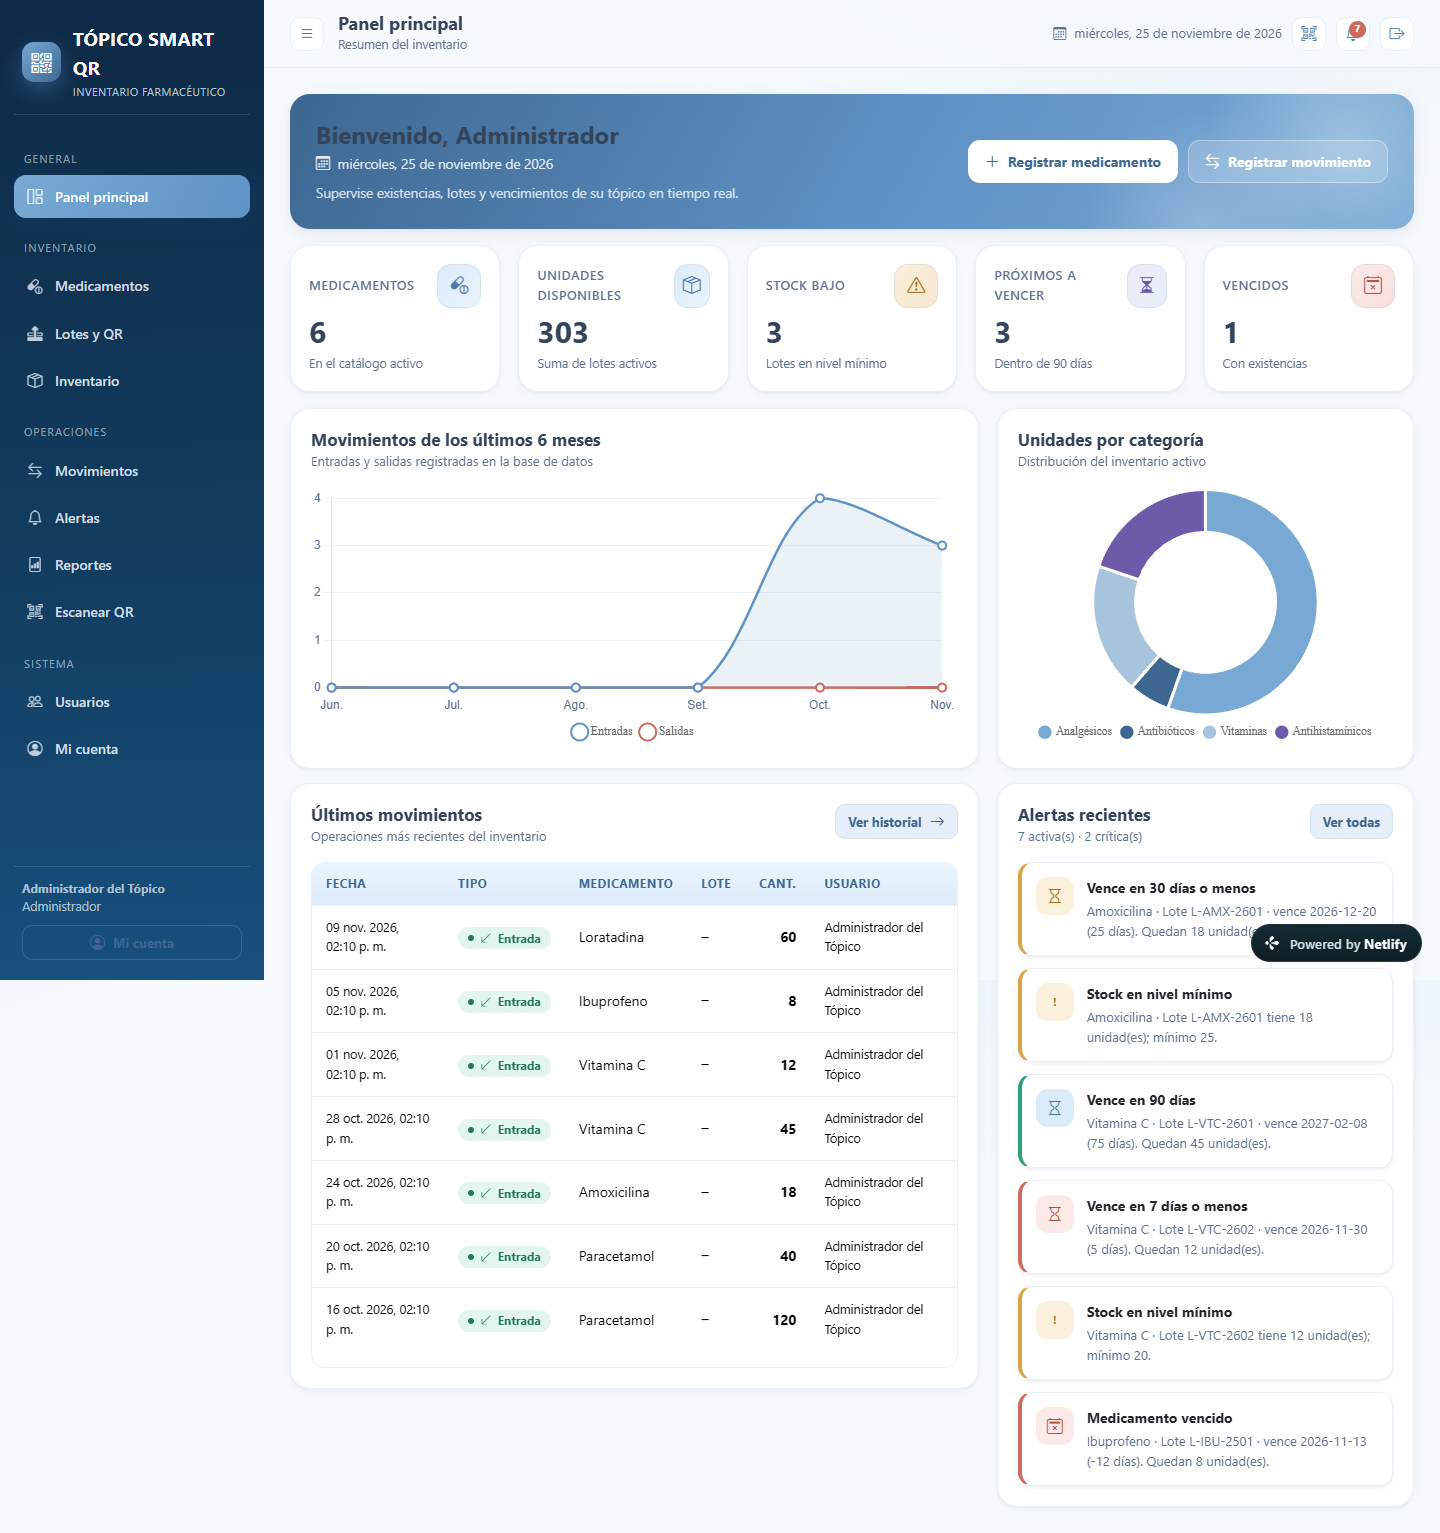 TÓPICO SMART
QR
INVENTARIO FARMACÉUTICO
GENERAL
Panel principal
INVENTARIO
Medicamentos
Lotes y QR
Inventario
OPERACIONES
Movimientos
Alertas
Reportes
Escanear QR
SISTEMA
Usuarios
Mi cuenta
Administrador del Tópico
Administrador
Mi cuenta
Panel principal
Resumen del inventario
miércoles, 25 de noviembre de 2026
7
Bienvenido, Administrador
miércoles, 25 de noviembre de 2026
Supervise existencias, lotes y vencimientos de su tópico en tiempo real.
Registrar medicamento
Registrar movimiento
MEDICAMENTOS
6
En el catálogo activo
UNIDADES
DISPONIBLES
303
Suma de lotes activos
STOCK BAJO
3
Lotes en nivel mínimo
PRÓXIMOS A
VENCER
3
Dentro de 90 días
VENCIDOS
1
Con existencias
Movimientos de los últimos 6 meses
Entradas y salidas registradas en la base de datos
4
3
2
1
0
Jun. Jul. Ago. Set. Oct. Nov.
Entradas Salidas
Unidades por categoría
Distribución del inventario activo
Analgésicos Antibióticos Vitaminas Antihistamínicos
Últimos movimientos
Operaciones más recientes del inventario
Ver historial
FECHA TIPO MEDICAMENTO LOTE CANT. USUARIO
09 nov. 2026, 02:10 p. m. Entrada Loratadina – 60 Administrador del Tópico
05 nov. 2026, 02:10 p. m. Entrada Ibuprofeno – 8 Administrador del Tópico
01 nov. 2026, 02:10 p. m. Entrada Vitamina C – 12 Administrador del Tópico
28 oct. 2026, 02:10 p. m. Entrada Vitamina C – 45 Administrador del Tópico
24 oct. 2026, 02:10 p. m. Entrada Amoxicilina – 18 Administrador del Tópico
20 oct. 2026, 02:10 p. m. Entrada Paracetamol – 40 Administrador del Tópico
16 oct. 2026, 02:10 p. m. Entrada Paracetamol – 120 Administrador del Tópico
Alertas recientes
7 activa(s) · 2 crítica(s)
Ver todas
Vence en 30 días o menos
Amoxicilina · Lote L-AMX-2601 · vence 2026-12-20
(25 días). Quedan 18
Powered by Netlify
Stock en nivel mínimo
Amoxicilina · Lote L-AMX-2601 tiene 18
unidad(es); mínimo 25.
Vence en 90 días
Vitamina C · Lote L-VTC-2601 · vence 2027-02-08
(75 días). Quedan 45 unidad(es).
Vence en 7 días o menos
Vitamina C · Lote L-VTC-2602 · vence 2026-11-30
(5 días). Quedan 12 unidad(es).
Stock en nivel mínimo
Vitamina C · Lote L-VTC-2602 tiene 12 unidad(es);
mínimo 20.
Medicamento vencido
Ibuprofeno · Lote L-IBU-2501 · vence 2026-11-13
(-12 días). Quedan 8 unidad(es).